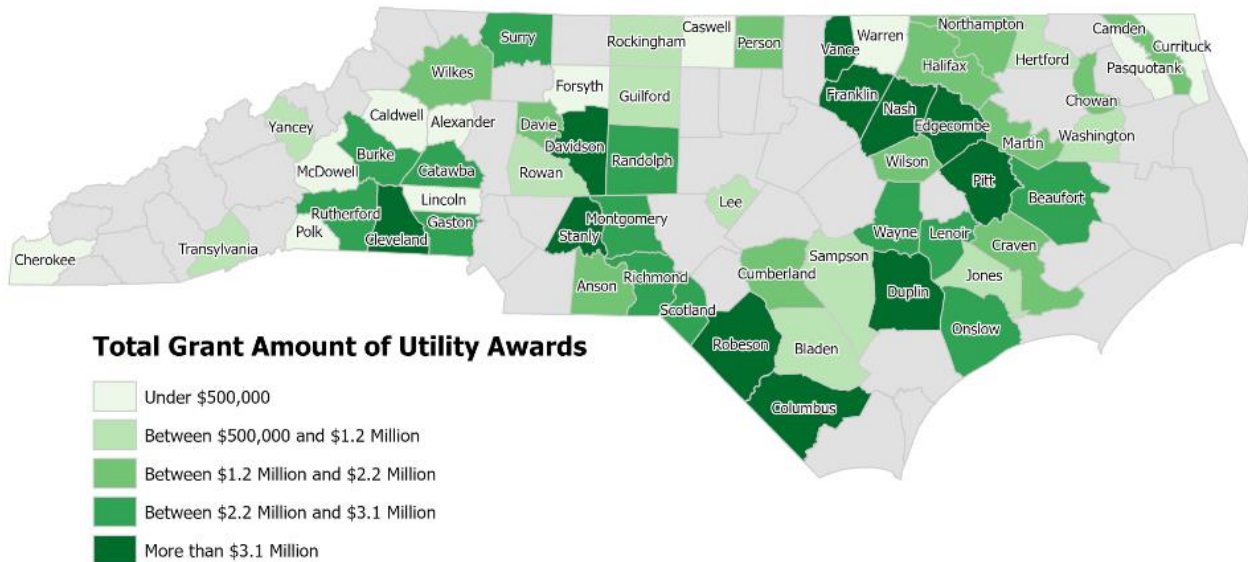 Surry
Rockingham
Caswell
Person
Vance
Warren
Northampton
Camden
Currituck
Wilkes
Halifax
Hertford
Pasquotank
Forsyth
Guilford
Franklin
Nash
Chowan
Yancey
Caldwell
Alexander
Davie
Edgecombe
Martin
Washington
Burke
Davidson
Randolph
Wilson
McDowell
Catawba
Rowan
Pitt
Lincoln
Lee
Beaufort
Rutherford
Gaston
Montgomery
Polk
Cleveland
Stanly
Wayne
Lenoir
Craven
Cherokee
Transylvania
Richmond
Cumberland
Sampson
Jones
Anson
Duplin
Scotland
Onslow
Robeson
Bladen
Columbus
Total Grant Amount of Utility Awards
Under $500,000
Between $500,000 and $1.2 Million
Between $1.2 Million and $2.2 Million
Between $2.2 Million and $3.1 Million
More than $3.1 Million